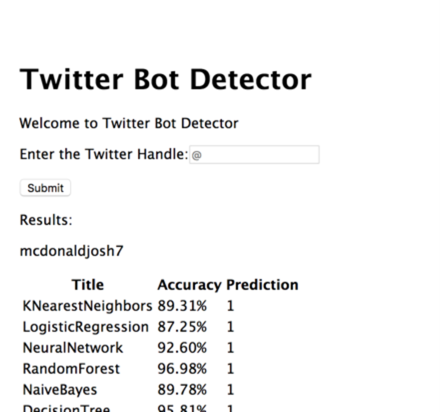 Twitter Bot Detector
Welcome to Twitter Bot Detector
Enter the Twitter Handle: @
Submit
Results:
mcdonaldjosh7
Title Accuracy Prediction
KNearestNeighbors 89.31% 1
LogisticRegression 87.25% 1
NeuralNetwork 92.60% 1
RandomForest 96.98% 1
NaiveBayes 89.78% 1
DecisionTree 95.81% 1